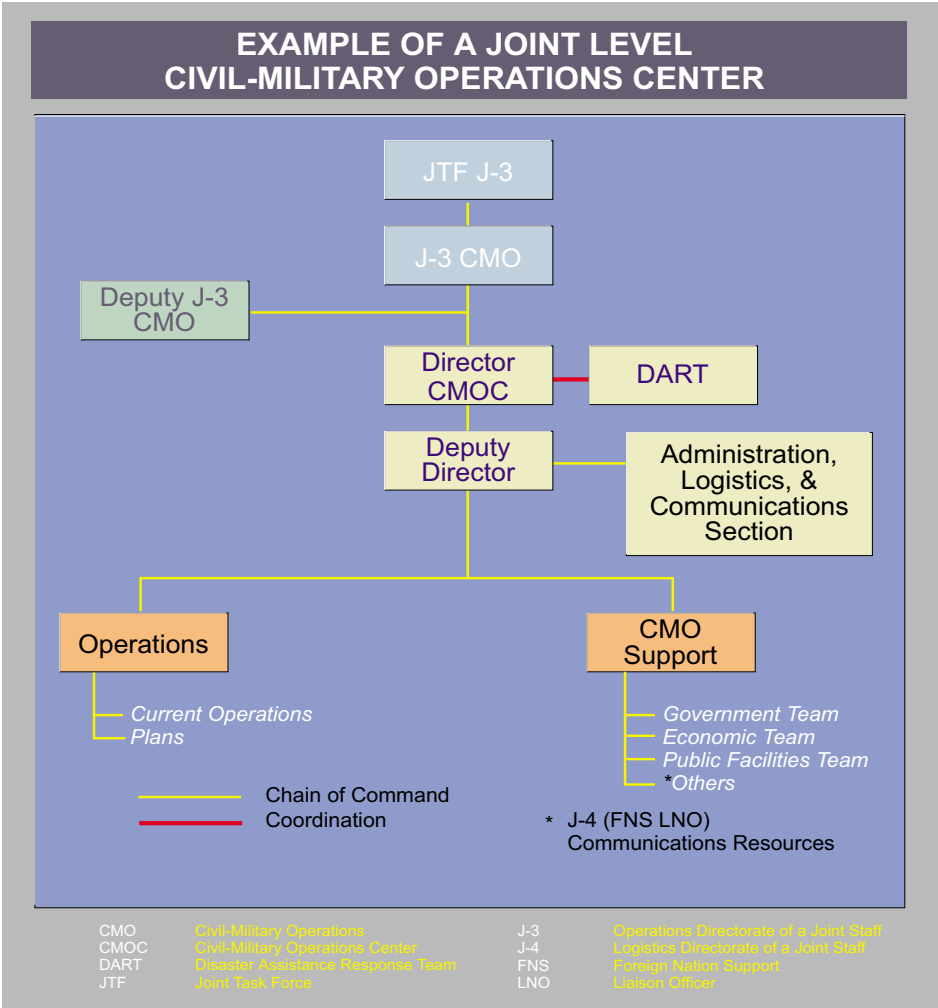 EXAMPLE OF A JOINT LEVEL
CIVIL-MILITARY OPERATIONS CENTER
JTF J-3
J-3 CMO
Deputy J-3
CMO
Director
CMOC
DART
Deputy
Director
Administration,
Logistics, &
Communications
Section
Operations
CMO
Support
Current Operations
Plans
Government Team
Economic Team
Public Facilities Team
*Others
Chain of Command
Coordination
* J-4 (FNS LNO)
Communications Resources
CMO Civil-Military Operations
CMOC Civil-Military Operations Center
DART Disaster Assistance Response Team
JTF Joint Task Force
J-3 Operations Directorate of a Joint Staff
J-4 Logistics Directorate of a Joint Staff
FNS Foreign Nation Support
LNO Liaison Officer